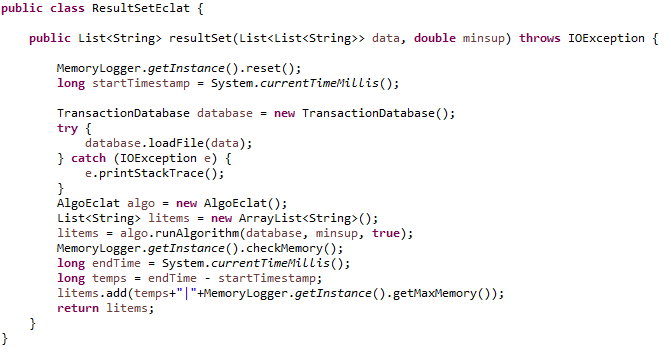 public class ResultSetEclat {
public List<String> resultSet(List<List<String>> data, double minsup) throws IOException {
MemoryLogger.getInstance().reset();
long startTimestamp = System.currentTimeMillis();
TransactionDatabase database = new TransactionDatabase();
try {
database.loadFile(data);
} catch (IOException e) {
e.printStackTrace();
}
AlgoEclat algo = new AlgoEclat();
List<String> litems = new ArrayList<String>();
litems = algo.runAlgorithm(database, minsup, true);
MemoryLogger.getInstance().checkMemory();
long endTime = System.currentTimeMillis();
long temps = endTime - startTimestamp;
litems.add(temps+"|"+MemoryLogger.getInstance().getMaxMemory());
return litems;
}
}